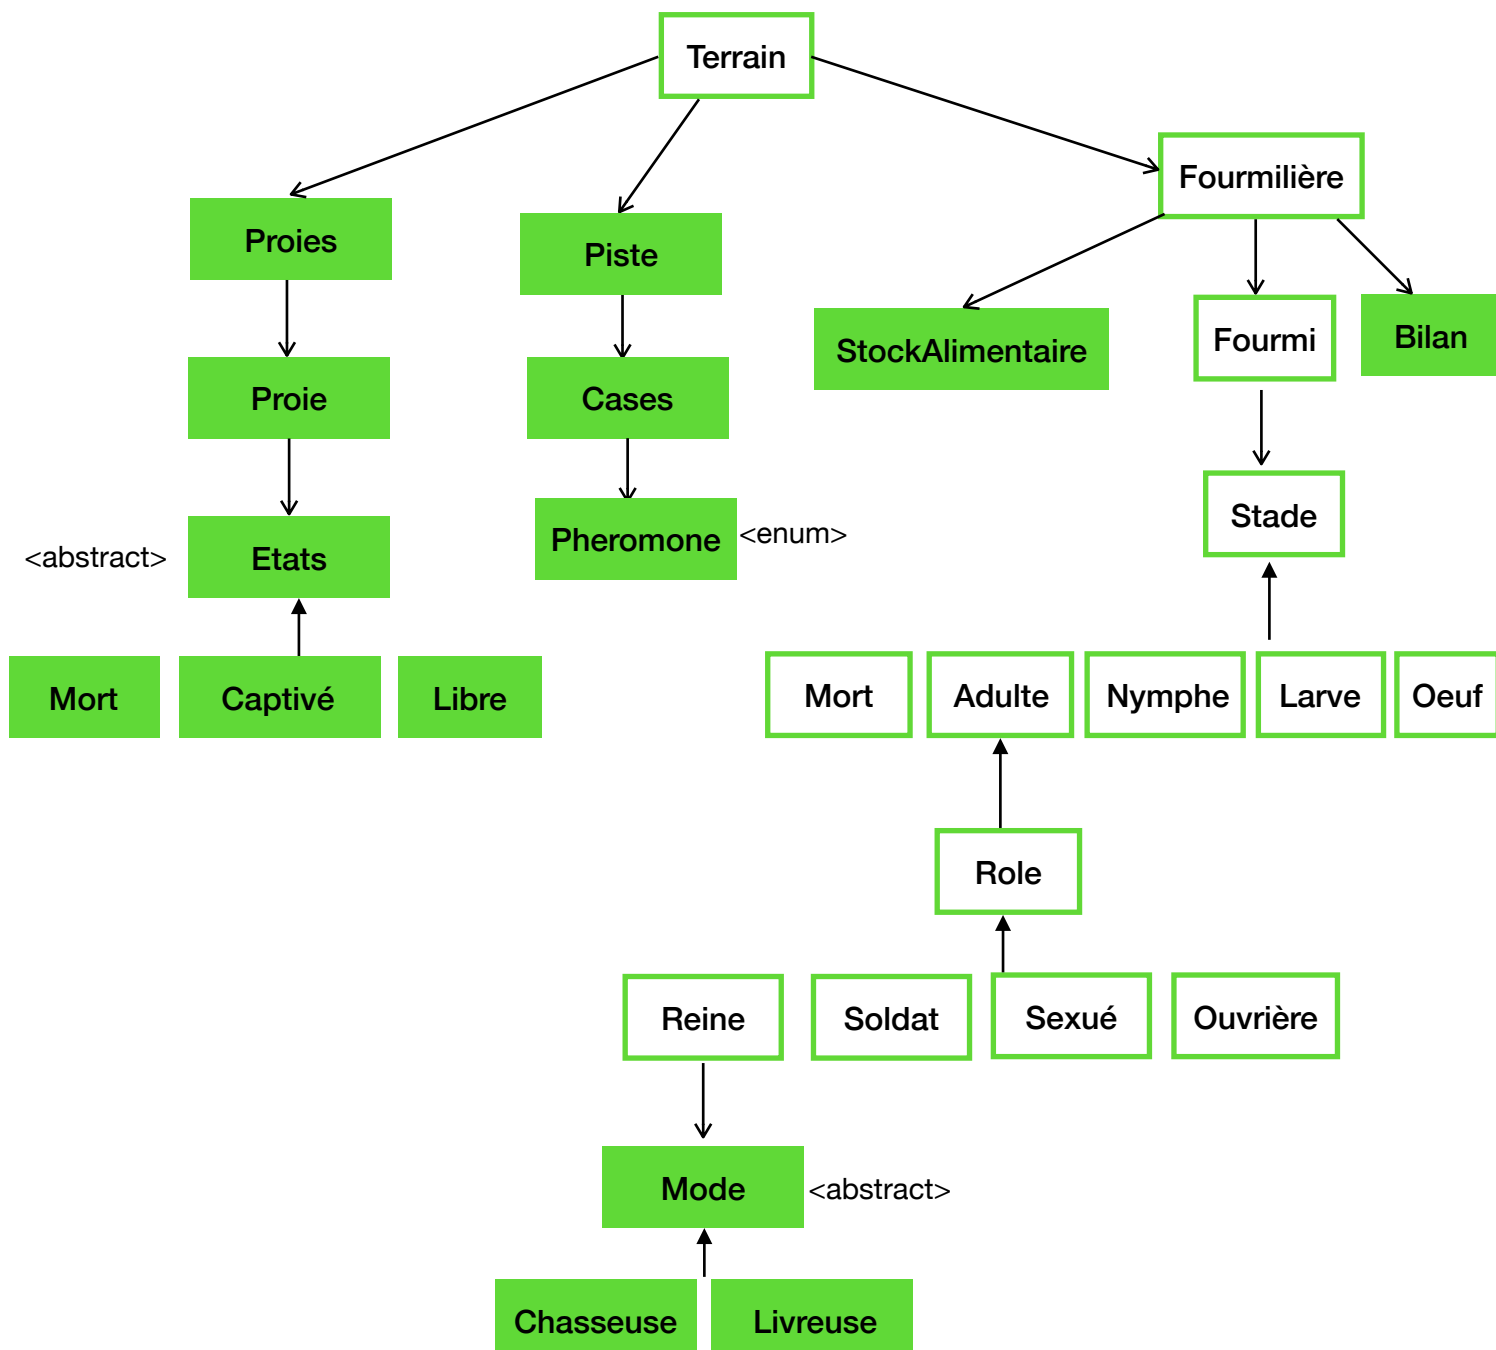 Terrain
Fourmilière
Proies
Piste
StockAlimentaire
Fourmi
Bilan
Proie
Cases
Stade
<abstract>
Etats
Pheromone
<enum>
Mort
Captivé
Libre
Mort
Adulte
Nymphe
Larve
Oeuf
Role
Reine
Soldat
Sexué
Ouvrière
Mode
<abstract>
Chasseuse
Livreuse